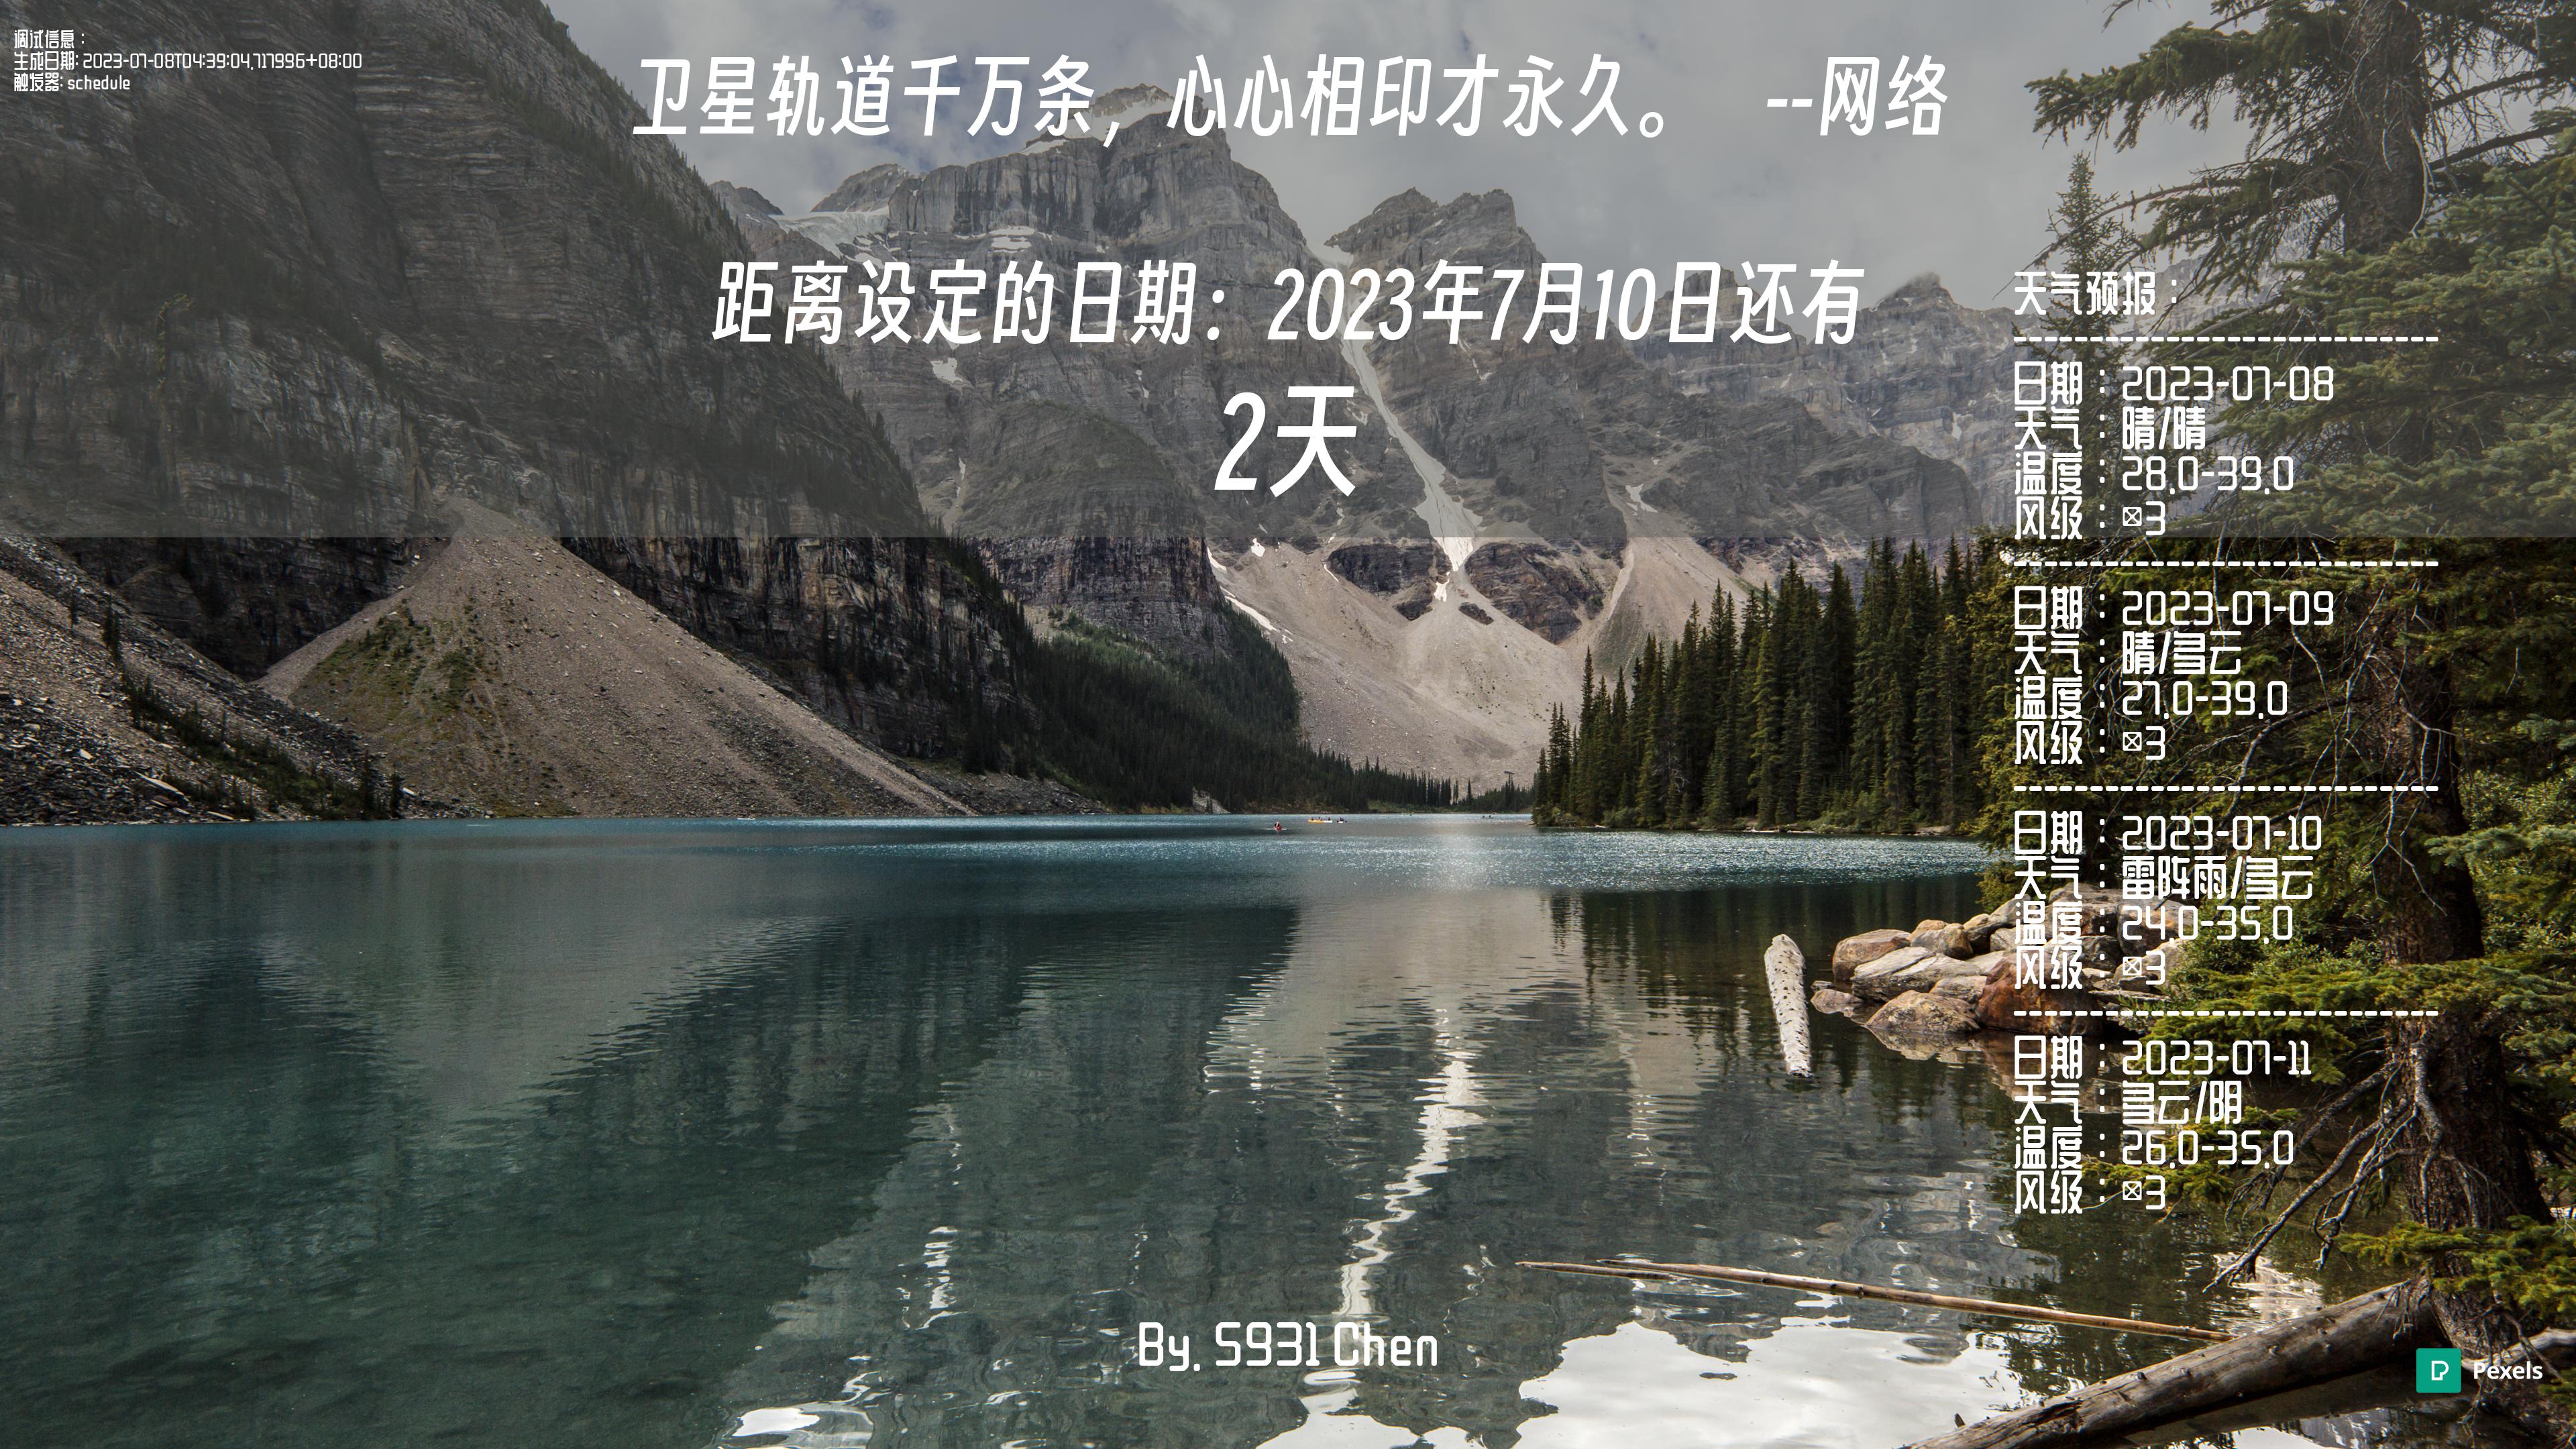 调试信息：
生成日期: 2023-07-08T04:39:04.717996+08:00
触发器: schedule
卫星轨道千万条，心心相印才永久。 --网络
距离设定的日期：2023年7月10日还有
2天
天气预报：
------------------------------
日期：2023-07-08
天气：晴/晴
温度：28.0-39.0
风级：3
------------------------------
日期：2023-07-09
天气：晴/多云
温度：27.0-39.0
风级：3
------------------------------
日期：2023-07-10
天气：雷阵雨/多云
温度：24.0-35.0
风级：3
------------------------------
日期：2023-07-11
天气：多云/阴
温度：26.0-35.0
风级：3
By. S931 Chen
Pexels